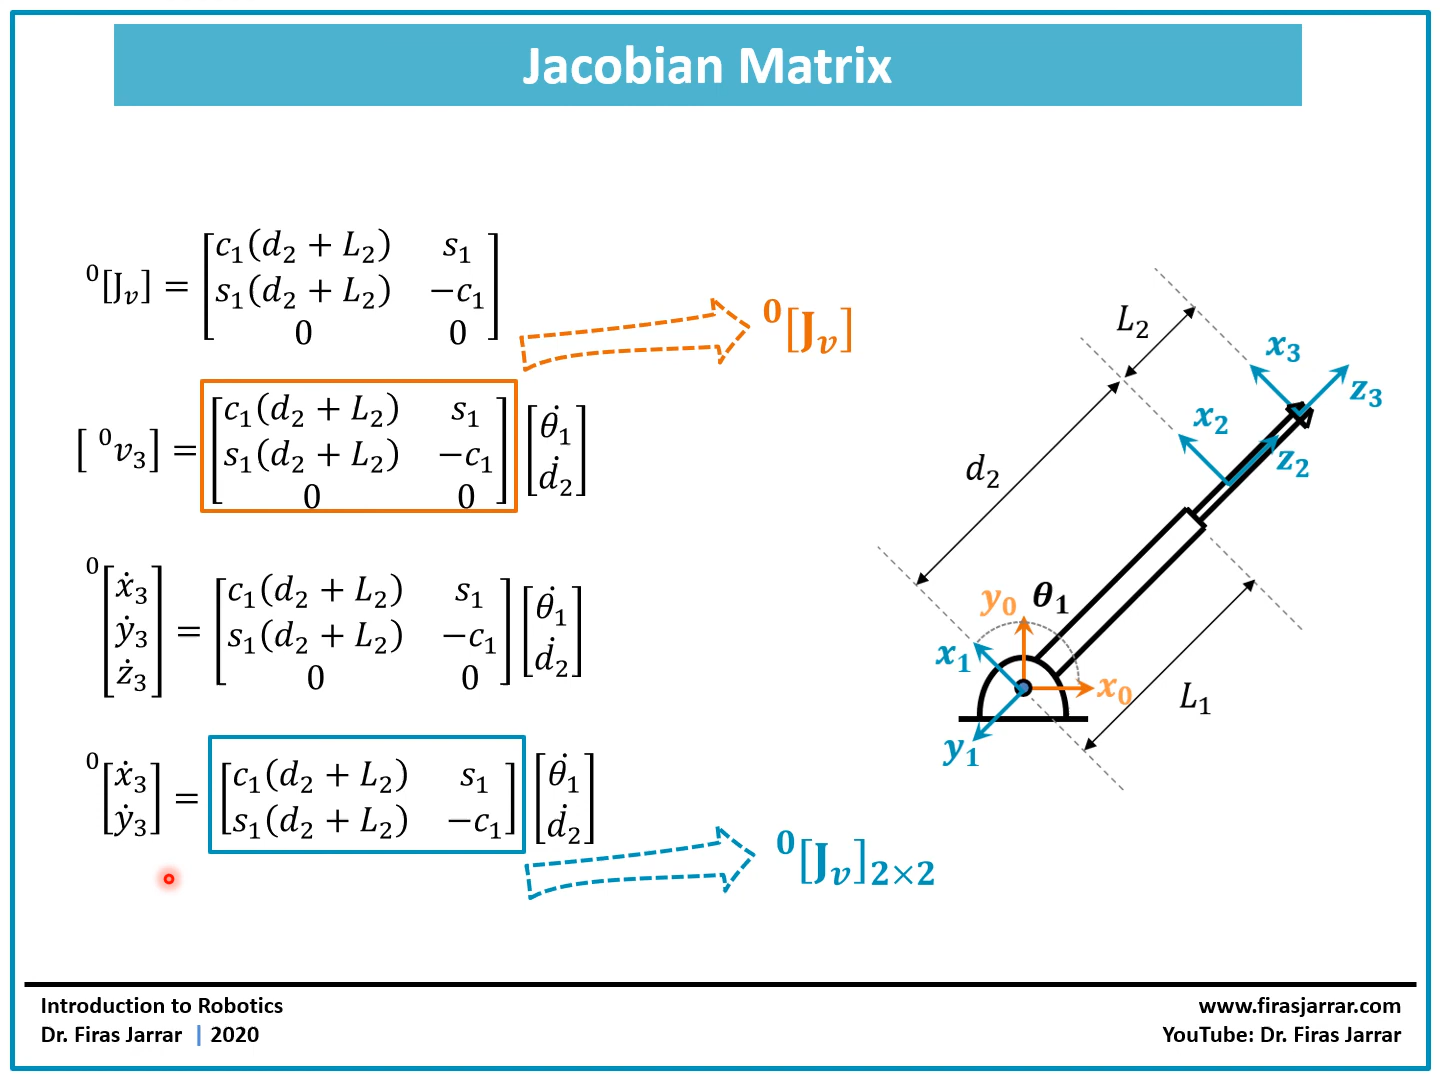 Jacobian Matrix
⁰[J_v] = [c₁(d₂ + L₂) s₁
s₁(d₂ + L₂) −c₁
0 0]
⁰[J_v]
[ ⁰v₃] = [c₁(d₂ + L₂) s₁
s₁(d₂ + L₂) −c₁
0 0] [θ̇₁
ḋ₂]
⁰[ẋ₃
ẏ₃
ż₃] = [c₁(d₂ + L₂) s₁
s₁(d₂ + L₂) −c₁
0 0] [θ̇₁
ḋ₂]
⁰[ẋ₃
ẏ₃] = [c₁(d₂ + L₂) s₁
s₁(d₂ + L₂) −c₁] [θ̇₁
ḋ₂]
⁰[J_v]₂×₂
L₂
x₃
z₃
x₂
z₂
d₂
y₀
θ₁
x₁
x₀
L₁
y₁
Introduction to Robotics
Dr. Firas Jarrar | 2020
www.firasjarrar.com
YouTube: Dr. Firas Jarrar